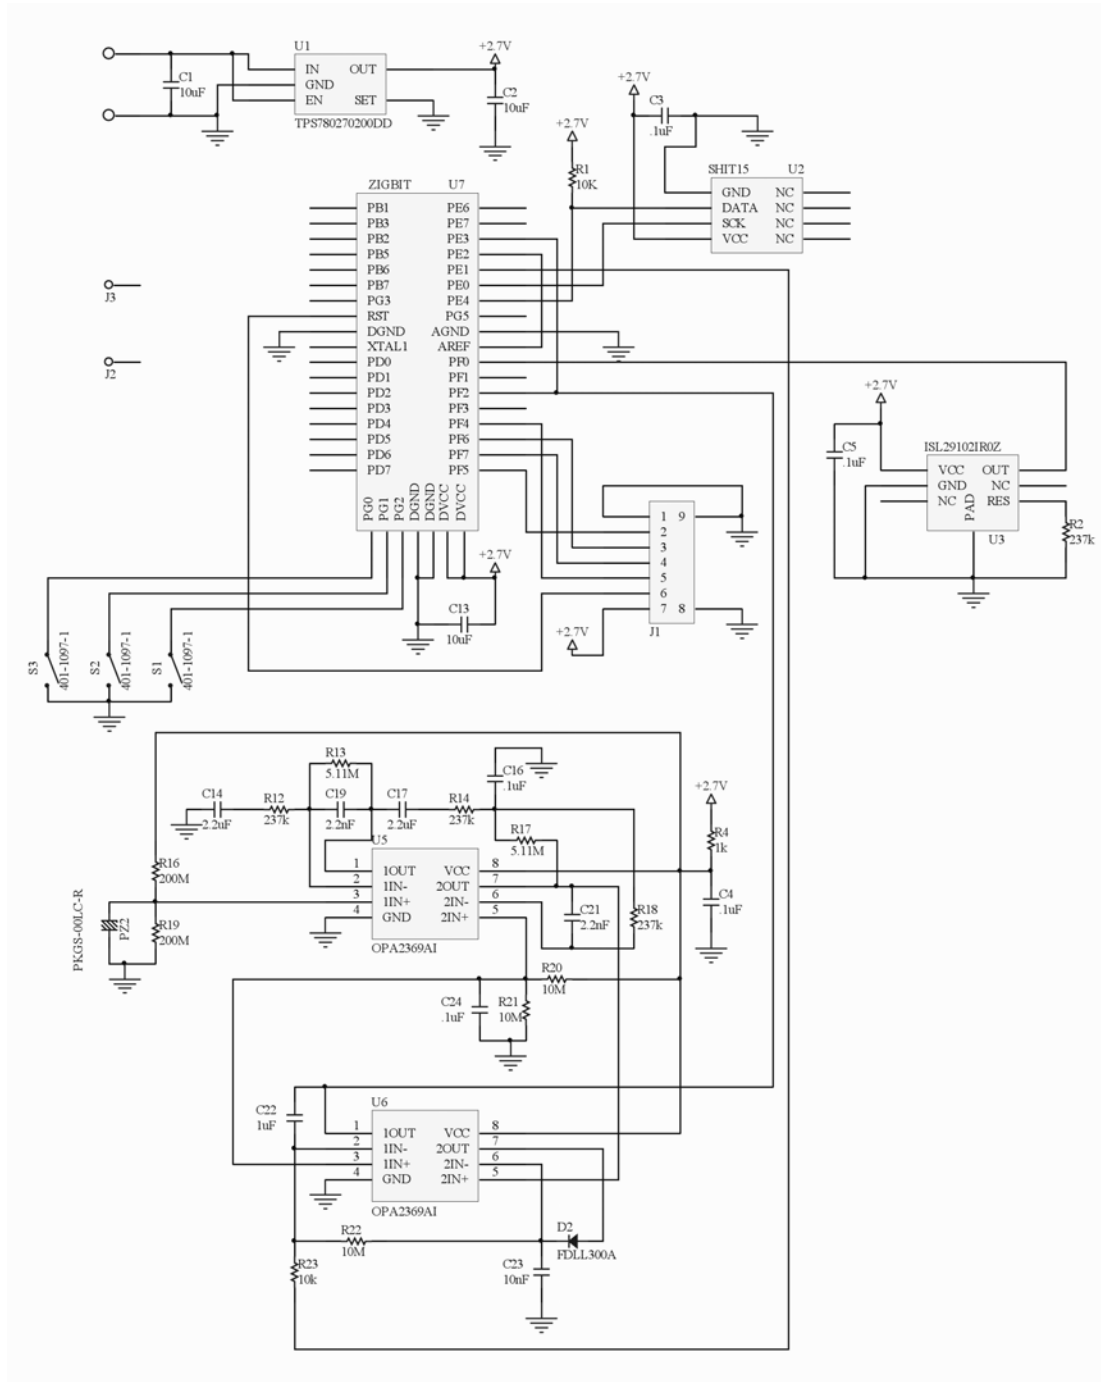 U1
IN OUT
GND
EN SET
TPS780270200DD
C1
10uF
+2.7V
C2
10uF
+2.7V
C3
.1uF
+2.7V
R1
10K
SHIT15 U2
GND NC
DATA NC
SCK NC
VCC NC
ZIGBIT U7
PB1 PE6
PB3 PE7
PB2 PE3
PB5 PE2
PB6 PE1
PB7 PE0
PG3 PE4
RST PG5
DGND AGND
XTAL1 AREF
PD0 PF0
PD1 PF1
PD2 PF2
PD3 PF3
PD4 PF4
PD5 PF6
PD6 PF7
PD7 PF5
PG0 PG1 PG2 DGND DGND DVCC DVCC
J3
J2
+2.7V
C5
.1uF
ISL29102IR0Z
VCC OUT
GND NC
NC RES
PAD
U3
R2
237k
1 9
2
3
4
5
6
7 8
J1
+2.7V
+2.7V
C13
10uF
S3
401-1097-1
S2
401-1097-1
S1
401-1097-1
R13
5.11M
C14
2.2uF
R12
237k
C19
2.2nF
C17
2.2uF
R14
237k
C16
.1uF
R17
5.11M
+2.7V
R4
1k
C4
.1uF
U5
1 1OUT VCC 8
2 1IN- 2OUT 7
3 1IN+ 2IN- 6
4 GND 2IN+ 5
OPA2369AI
C21
2.2nF
R18
237k
R16
200M
R19
200M
PKGS-00LC-R
PZ2
R20
10M
C24
.1uF
R21
10M
C22
1uF
U6
1 1OUT VCC 8
2 1IN- 2OUT 7
3 1IN+ 2IN- 6
4 GND 2IN+ 5
OPA2369AI
R22
10M
R23
10k
C23
10nF
D2
FDLL300A